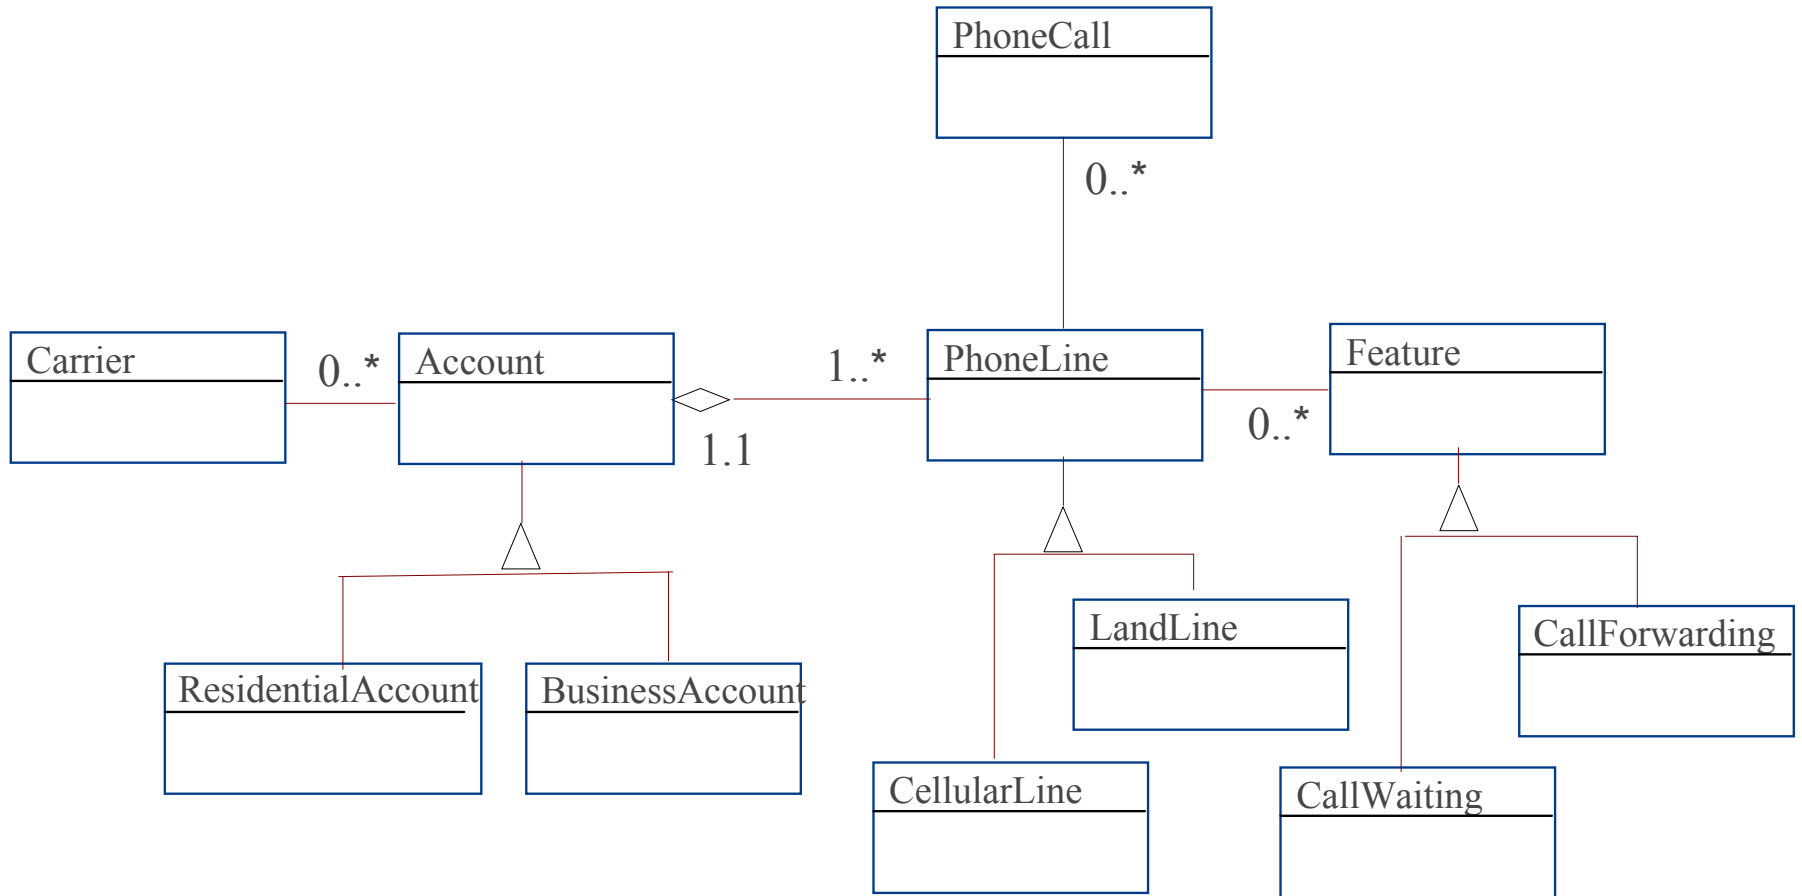 PhoneCall
0..*
Carrier
0..*
Account
1..*
PhoneLine
Feature
1.1
0..*
LandLine
CallForwarding
ResidentialAccount
BusinessAccount
CellularLine
CallWaiting